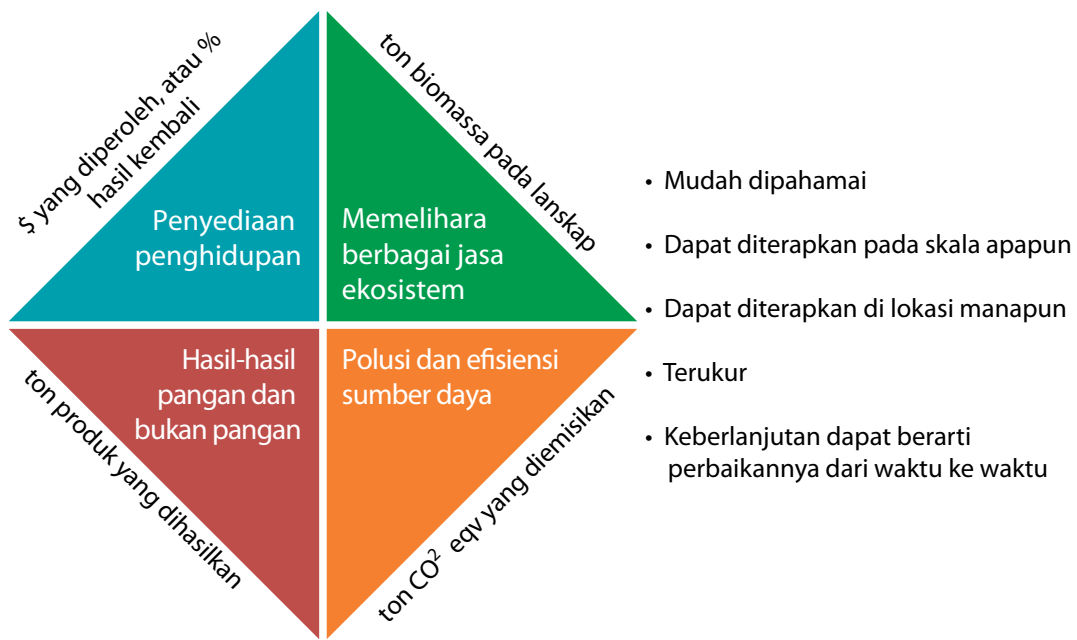 $ yang diperoleh, atau %
hasil kembali
ton biomassa pada lanskap
Penyediaan
penghidupan
Memelihara
berbagai jasa
ekosistem
Hasil-hasil
pangan dan
bukan pangan
Polusi dan efisiensi
sumber daya
ton produk yang dihasilkan
ton CO² eqv yang diemisikan
• Mudah dipahamai
• Dapat diterapkan pada skala apapun
• Dapat diterapkan di lokasi manapun
• Terukur
• Keberlanjutan dapat berarti
perbaikannya dari waktu ke waktu